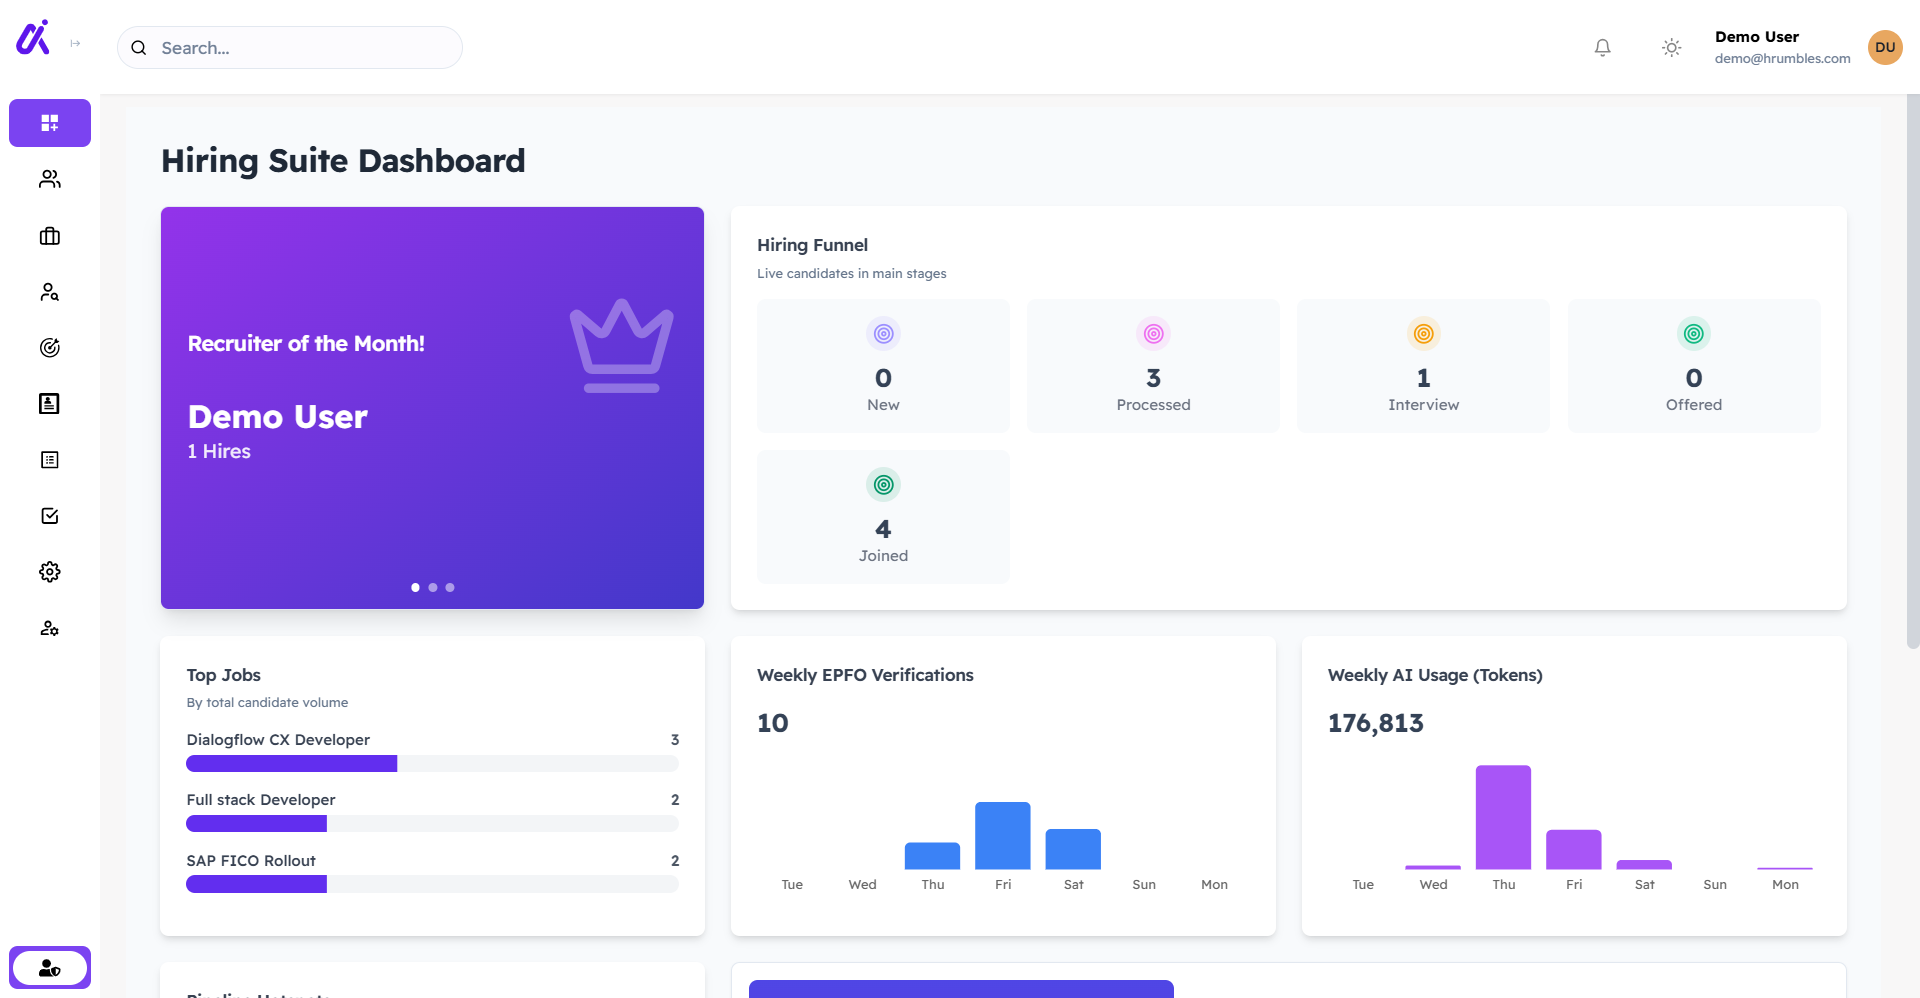 Search...
Demo User
demo@hrumbles.com
DU
Hiring Suite Dashboard
Recruiter of the Month!
Demo User
1 Hires
Hiring Funnel
Live candidates in main stages
0
New
3
Processed
1
Interview
0
Offered
4
Joined
Top Jobs
By total candidate volume
Dialogflow CX Developer 3
Full stack Developer 2
SAP FICO Rollout 2
Weekly EPFO Verifications
10
Tue Wed Thu Fri Sat Sun Mon
Weekly AI Usage (Tokens)
176,813
Tue Wed Thu Fri Sat Sun Mon